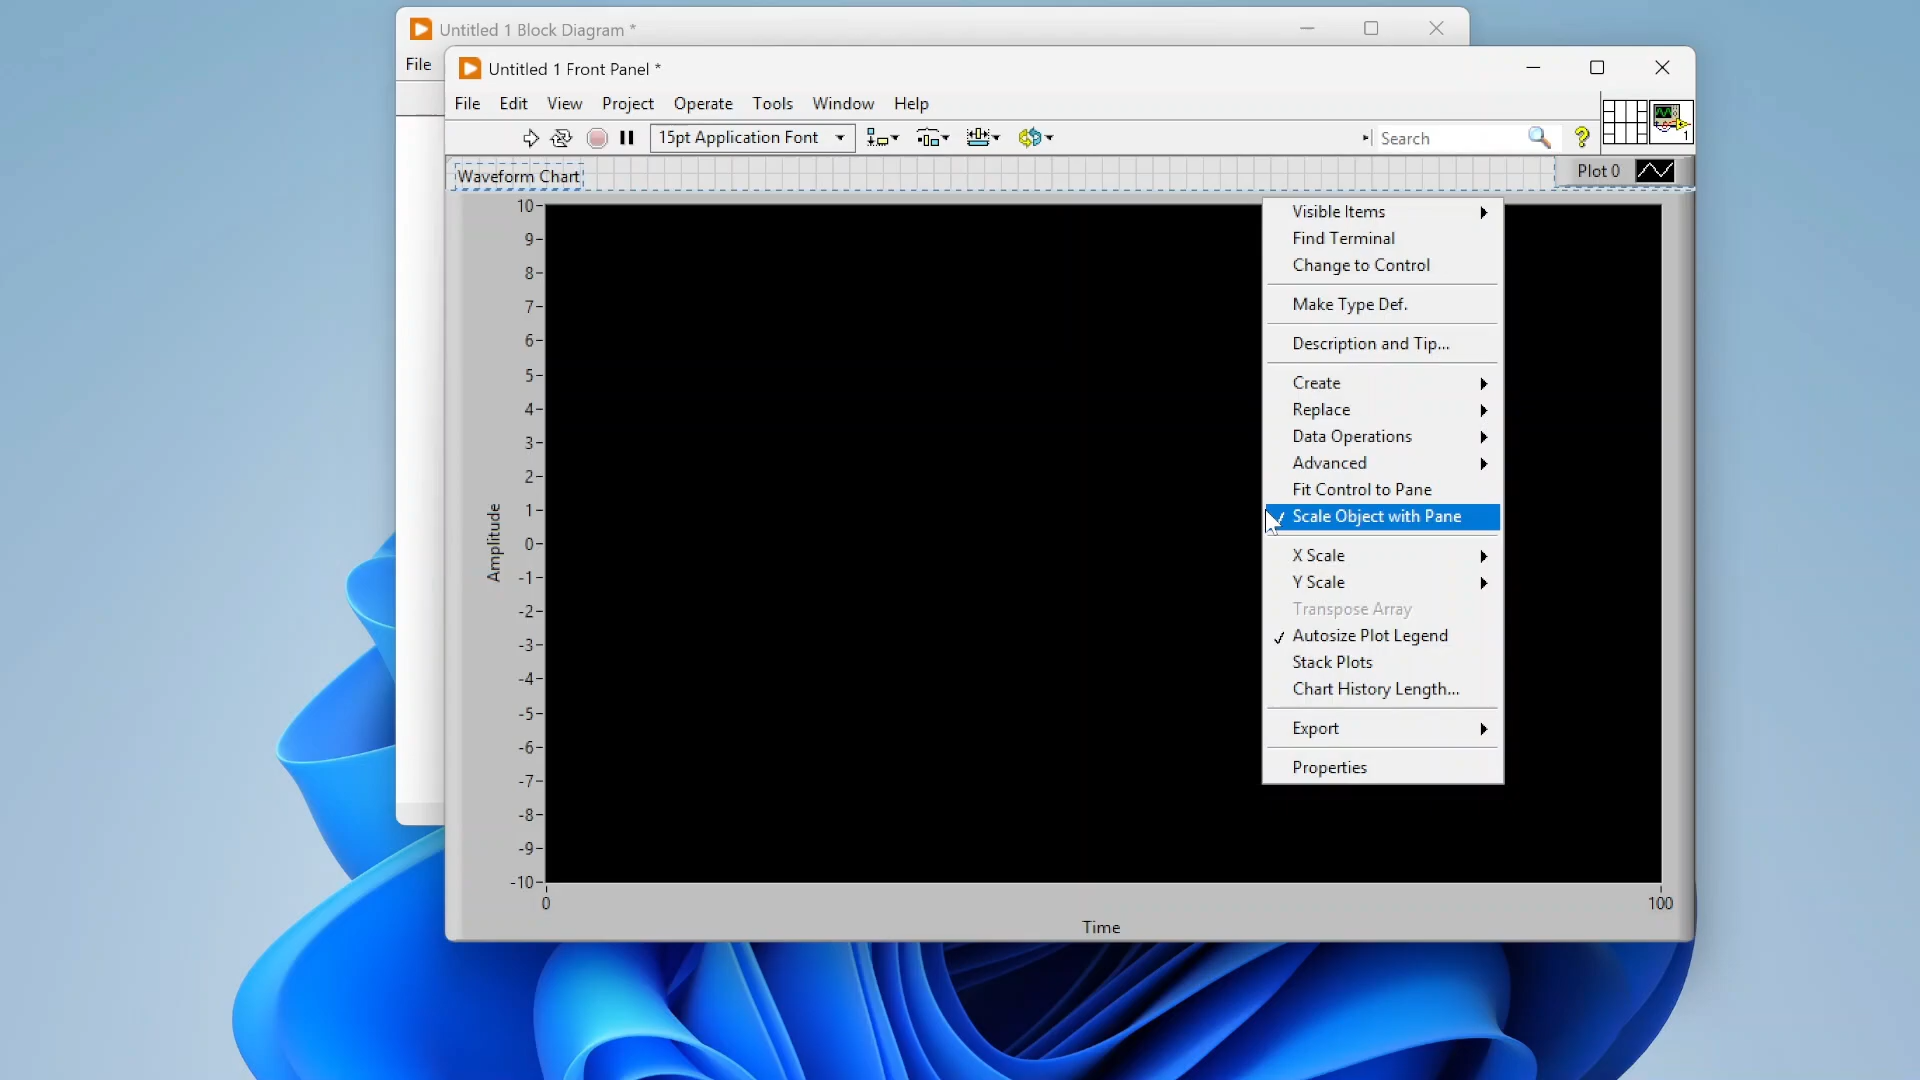 Untitled 1 Block Diagram *
File
Untitled 1 Front Panel *
File Edit View Project Operate Tools Window Help
15pt Application Font
Search
?
1
Waveform Chart
Plot 0
10
9
8
7
6
5
4
3
2
1
0
-1
-2
-3
-4
-5
-6
-7
-8
-9
-10
Amplitude
0
100
Time
Visible Items
Find Terminal
Change to Control
Make Type Def.
Description and Tip...
Create
Replace
Data Operations
Advanced
Fit Control to Pane
Scale Object with Pane
X Scale
Y Scale
Transpose Array
Autosize Plot Legend
Stack Plots
Chart History Length...
Export
Properties